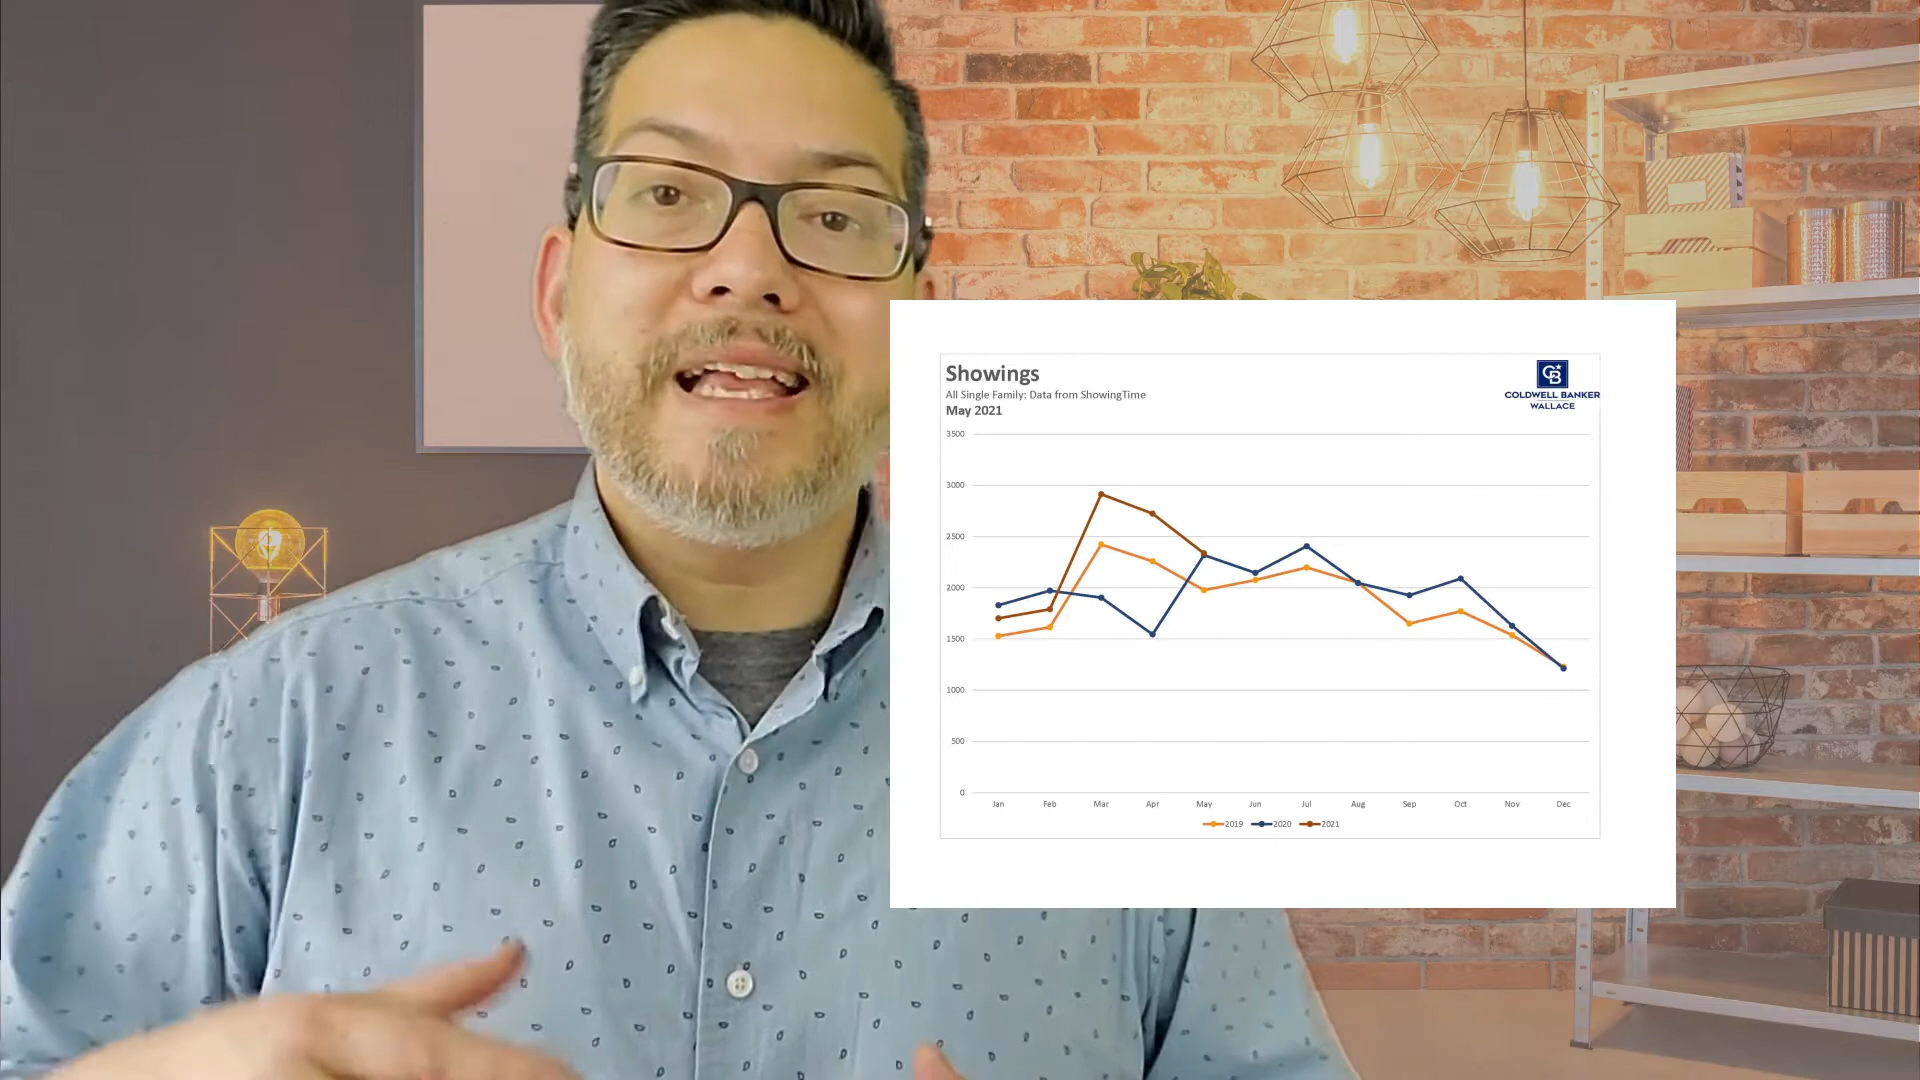 Showings
All Single Family: Data from ShowingTime
May 2021
CB
COLDWELL BANKER
WALLACE
3500
3000
2500
2000
1500
1000
500
0
Jan Feb Mar Apr May Jun Jul Aug Sep Oct Nov Dec
2019 2020 2021